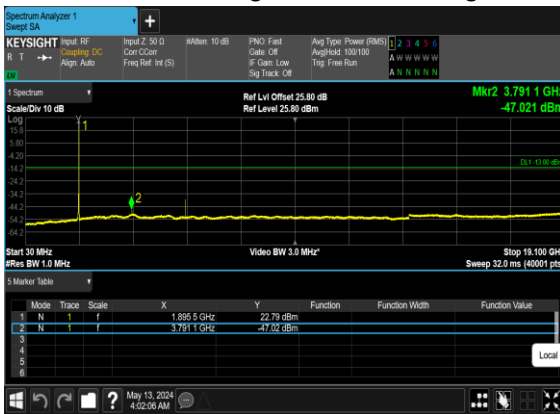 Spectrum Analyzer 1
Swept SA
+
KEYSIGHT Input: RF Input Z: 50 Ω #Atten: 10 dB PNO: Fast Avg Type: Power (RMS) 1 2 3 4 5 6
R T Coupling: DC Corr CCorr Gate: Off Avg|Hold: 100/100 A W W W W W
Align: Auto Freq Ref: Int (S) IF Gain: Low Trig: Free Run
Sig Track: Off A N N N N N
1 Spectrum Ref Lvl Offset 25.80 dB Mkr2 3.791 1 GHz
Scale/Div 10 dB Ref Level 25.80 dBm -47.021 dBm
Log
15.8
5.80
-4.20
-14.2 DL1 -13.00 dBm
-24.2
-34.2
-44.2
-54.2
-64.2
1
2
Start 30 MHz Video BW 3.0 MHz* Stop 19.100 GH
#Res BW 1.0 MHz Sweep 32.0 ms (40001 pts
5 Marker Table
Mode Trace Scale X Y Function Function Width Function Value
1 N 1 f 1.895 5 GHz 22.79 dBm
2 N 1 f 3.791 1 GHz -47.02 dBm
3
4
5
6
Local
? May 13, 2024
4:02:06 AM